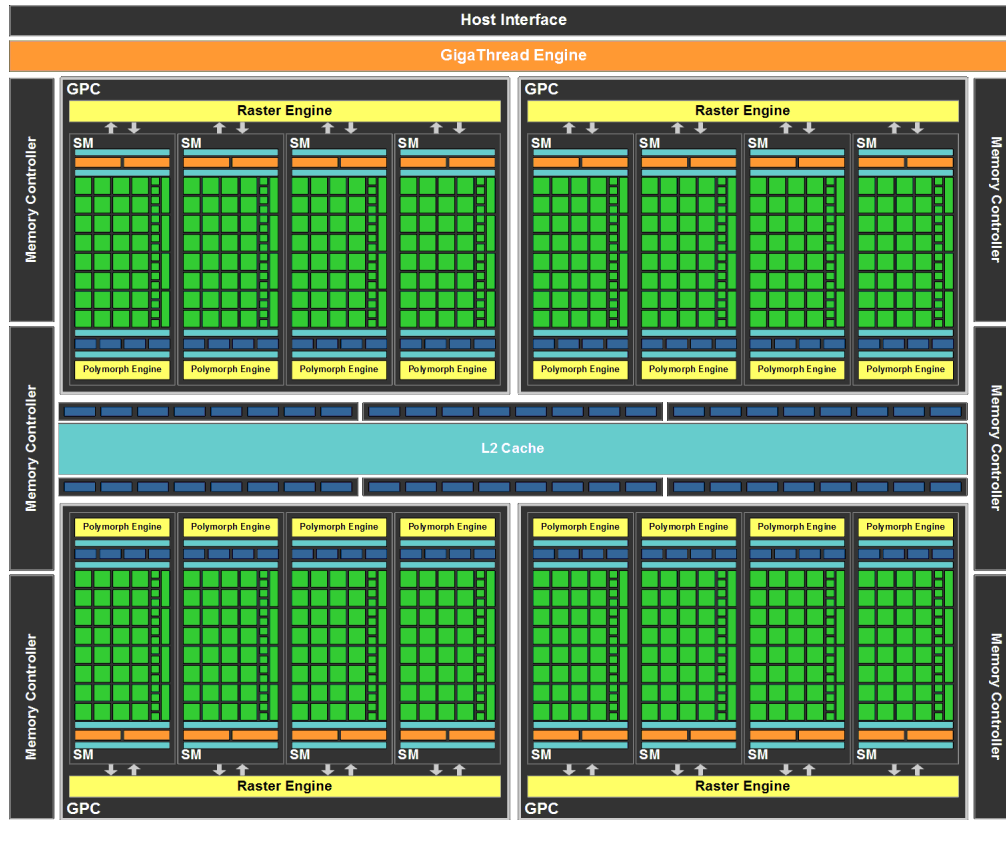 Host Interface
GigaThread Engine
GPC
GPC
Raster Engine
Raster Engine
SM SM SM SM
SM SM SM SM
Memory Controller
Memory Controller
Polymorph Engine Polymorph Engine Polymorph Engine Polymorph Engine
Polymorph Engine Polymorph Engine Polymorph Engine Polymorph Engine
Memory Controller
L2 Cache
Memory Controller
Polymorph Engine Polymorph Engine Polymorph Engine Polymorph Engine
Polymorph Engine Polymorph Engine Polymorph Engine Polymorph Engine
Memory Controller
Memory Controller
SM SM SM SM
SM SM SM SM
Raster Engine
Raster Engine
GPC
GPC